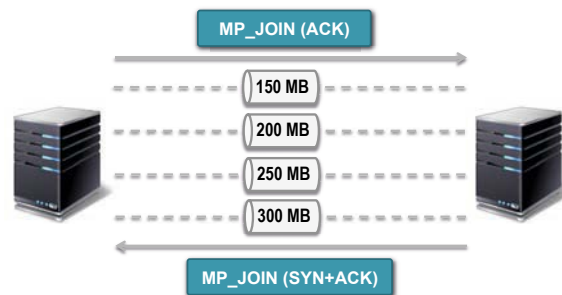 MP_JOIN (ACK)
150 MB
200 MB
250 MB
300 MB
MP_JOIN (SYN+ACK)